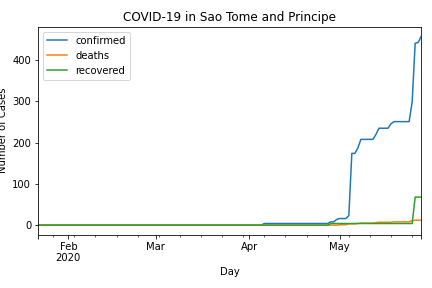 COVID-19 in Sao Tome and Principe
confirmed
deaths
recovered
Number of Cases
400
300
200
100
0
Feb
2020
Mar
Apr
May
Day